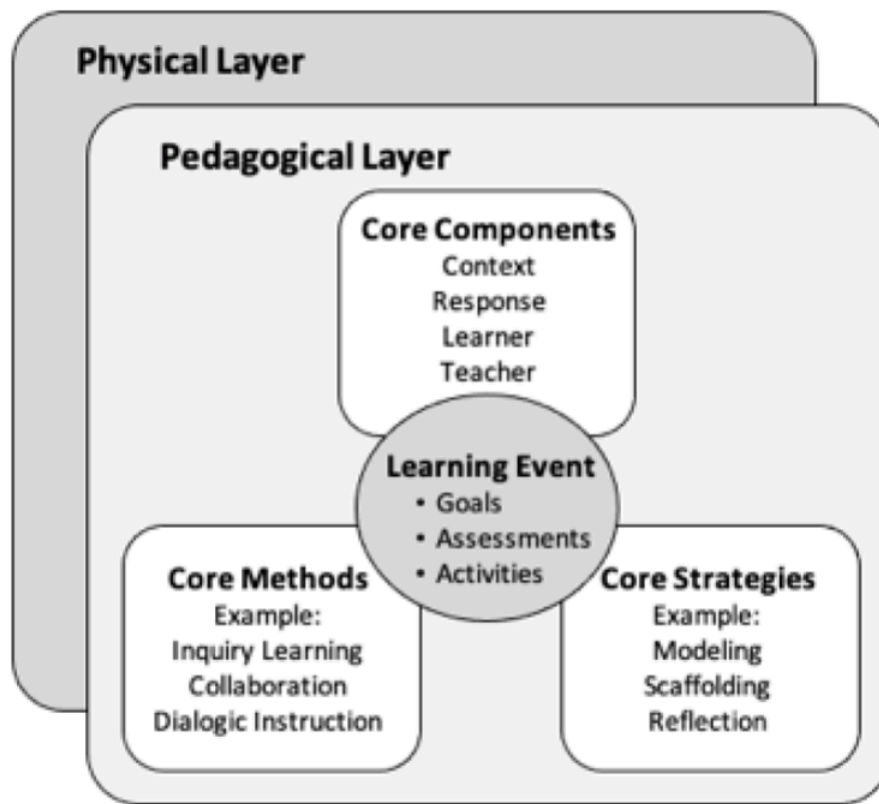 Physical Layer
Pedagogical Layer
Core Components
Context
Response
Learner
Teacher
Learning Event
• Goals
• Assessments
• Activities
Core Methods
Example:
Inquiry Learning
Collaboration
Dialogic Instruction
Core Strategies
Example:
Modeling
Scaffolding
Reflection